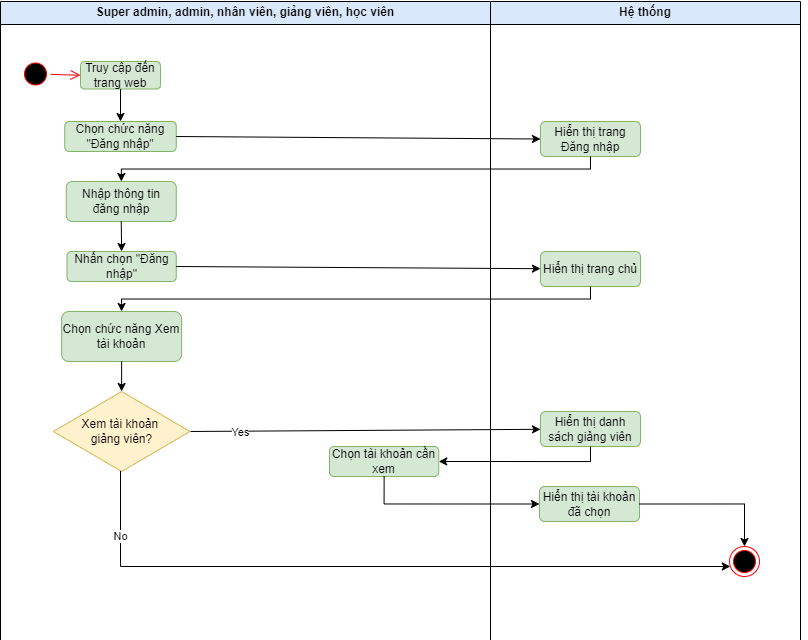 Super admin, admin, nhân viên, giảng viên, học viên
Hệ thống
Truy cập đến
trang web
Chọn chức năng
"Đăng nhập"
Hiển thị trang
Đăng nhập
Nhập thông tin
đăng nhập
Nhấn chọn "Đăng
nhập"
Hiển thị trang chủ
Chọn chức năng Xem
tài khoản
Xem tài khoản
giảng viên?
Yes
Hiển thị danh
sách giảng viên
Chọn tài khoản cần
xem
Hiển thị tài khoản
đã chọn
No